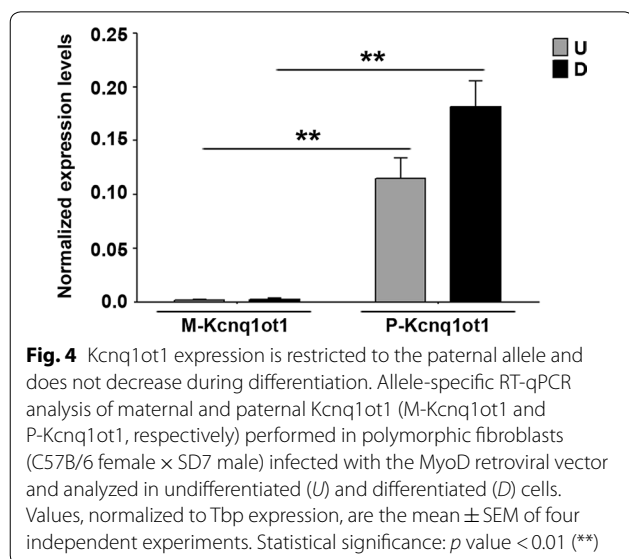 0.25
0.20
0.15
0.10
0.05
0.0
Normalized expression levels
**
**
U
D
M-Kcnq1ot1
P-Kcnq1ot1
Fig. 4 Kcnq1ot1 expression is restricted to the paternal allele and
does not decrease during differentiation. Allele-specific RT-qPCR
analysis of maternal and paternal Kcnq1ot1 (M-Kcnq1ot1 and
P-Kcnq1ot1, respectively) performed in polymorphic fibroblasts
(C57B/6 female × SD7 male) infected with the MyoD retroviral vector
and analyzed in undifferentiated (U) and differentiated (D) cells.
Values, normalized to Tbp expression, are the mean ± SEM of four
independent experiments. Statistical significance: p value < 0.01 (**)